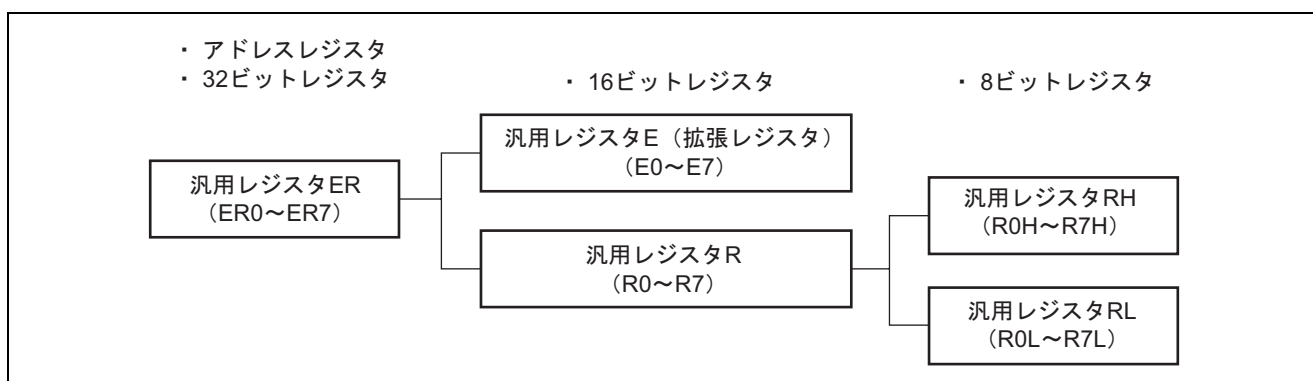 ・ アドレスレジスタ
・ 32ビットレジスタ
・ 16ビットレジスタ
・ 8ビットレジスタ
汎用レジスタER
(ER0～ER7)
汎用レジスタE（拡張レジスタ）
(E0～E7)
汎用レジスタR
(R0～R7)
汎用レジスタRH
(R0H～R7H)
汎用レジスタRL
(R0L～R7L)